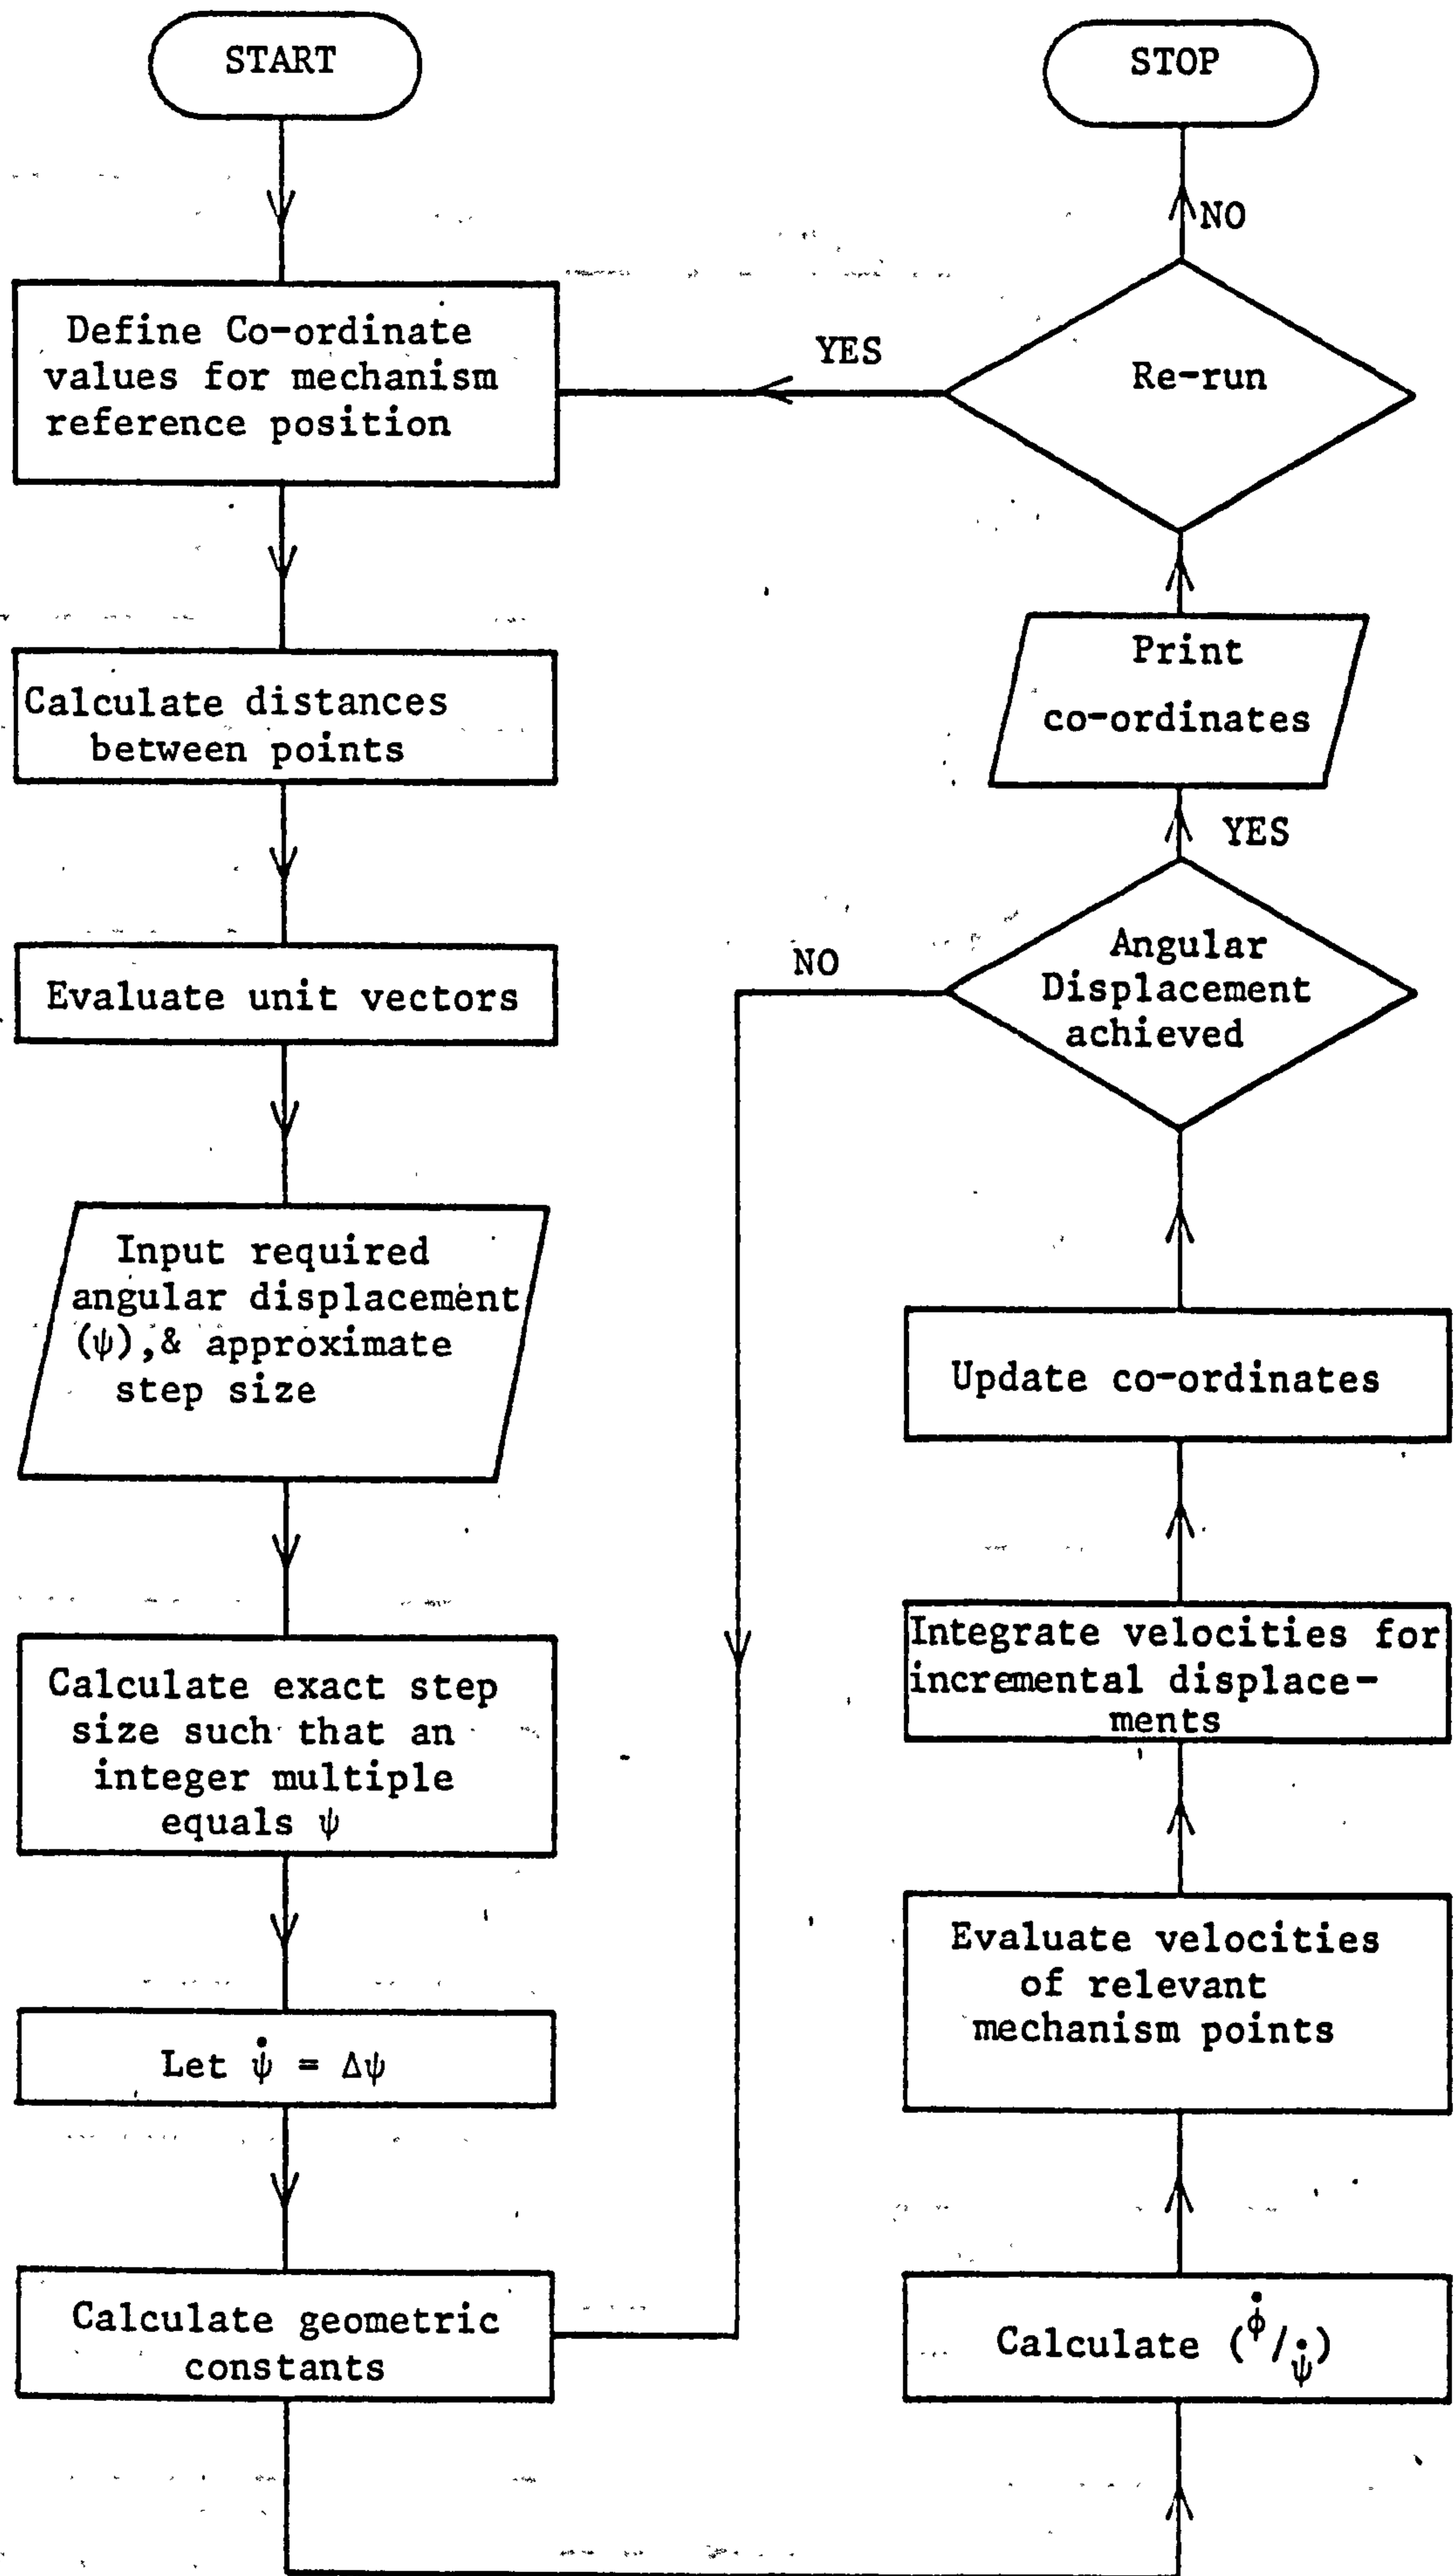 START
Define Co-ordinate
values for mechanism
reference position
Calculate distances
between points
Evaluate unit vectors
Input required
angular displacement
(ψ),& approximate
step size
Calculate exact step
size such that an
integer multiple
equals ψ
Let ψ̇ = Δψ
Calculate geometric
constants
Calculate (φ̇/ψ̇)
Evaluate velocities
of relevant
mechanism points
Integrate velocities for
incremental displace-
ments
Update co-ordinates
Angular
Displacement
achieved
NO
YES
Print
co-ordinates
Re-run
YES
NO
STOP